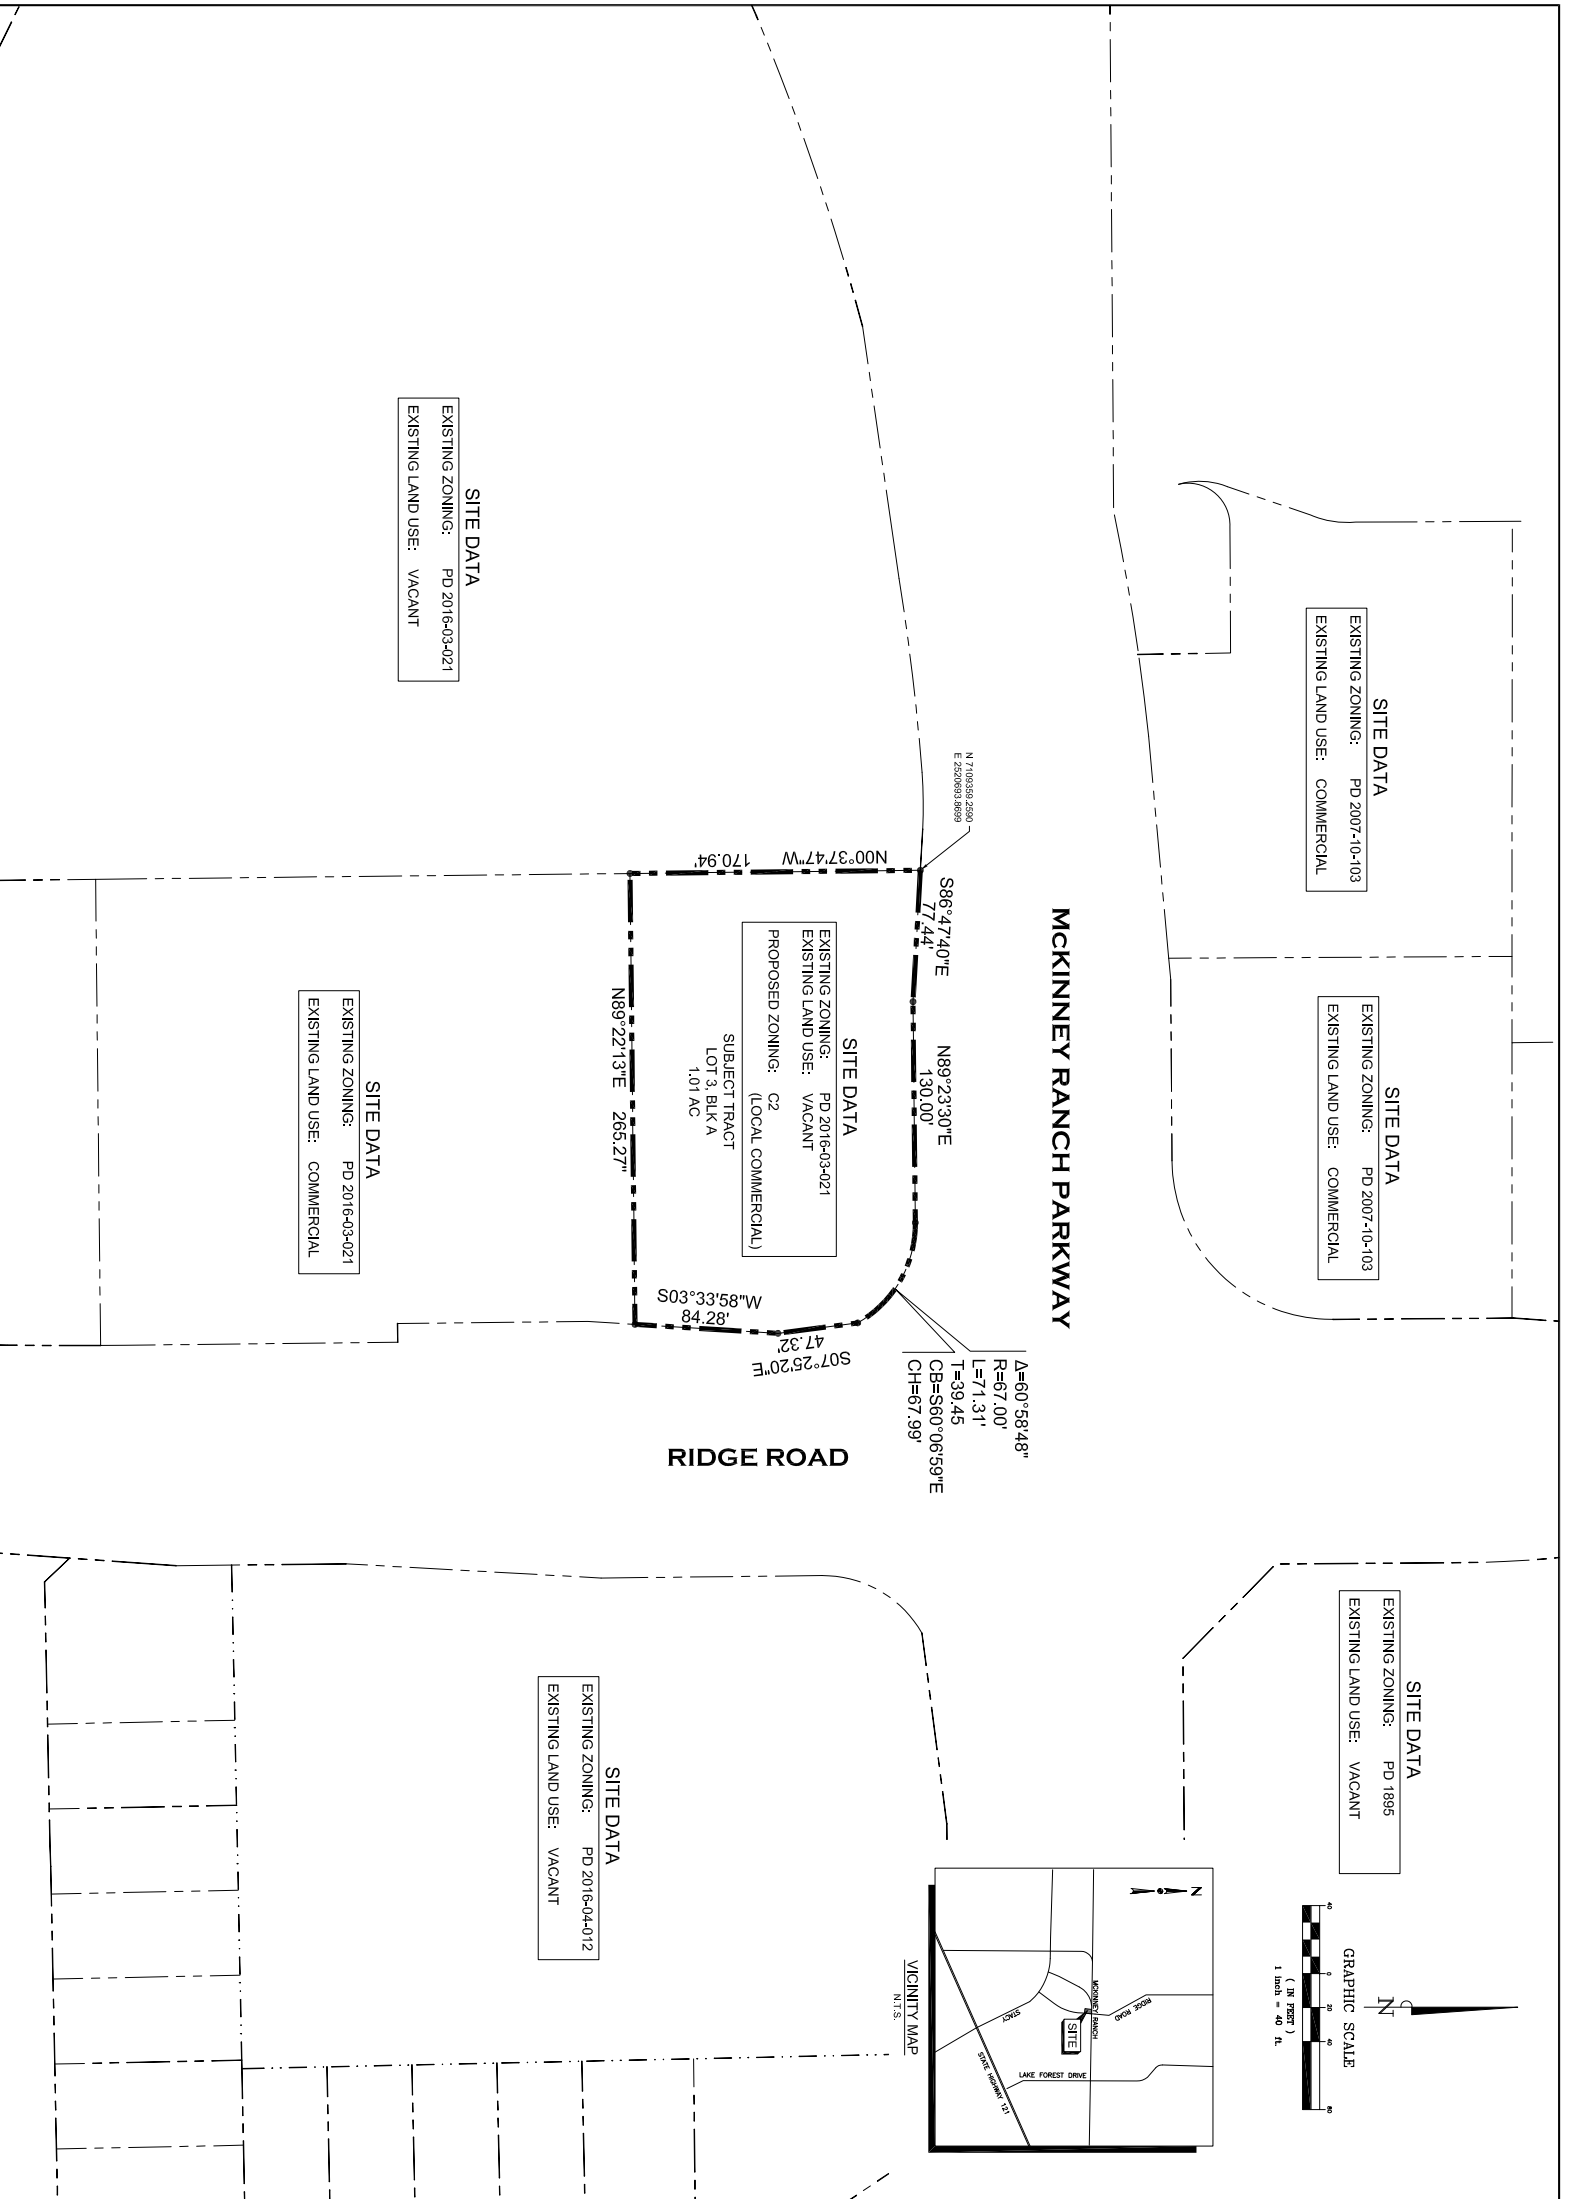 SITE DATA
EXISTING ZONING: PD 2007-10-103
EXISTING LAND USE: COMMERCIAL
SITE DATA
EXISTING ZONING: PD 2007-10-103
EXISTING LAND USE: COMMERCIAL
SITE DATA
EXISTING ZONING: PD 1895
EXISTING LAND USE: VACANT
N
GRAPHIC SCALE
40 0 20 40 80
( IN FEET )
1 inch = 40 ft.
MCKINNEY RANCH PARKWAY
N 7109359.2590
E 2520693.8699
S86°47'40"E
77.44'
N89°23'30"E
130.00'
Δ=60°58'48"
R=67.00'
L=71.31'
T=39.45
CB=S60°06'59"E
CH=67.99'
N00°37'47"W 170.94'
SITE DATA
EXISTING ZONING: PD 2016-03-021
EXISTING LAND USE: VACANT
PROPOSED ZONING: C2
(LOCAL COMMERCIAL)
SUBJECT TRACT
LOT 3, BLK A
1.01 AC
S07°25'20"E
47.32'
S03°33'58"W
84.28'
N89°22'13"E 265.27'
RIDGE ROAD
N
MCKINNEY RANCH
RIDGE ROAD
SITE
STACY
LAKE FOREST DRIVE
STATE HIGHWAY 121
VICINITY MAP
N.T.S.
SITE DATA
EXISTING ZONING: PD 2016-03-021
EXISTING LAND USE: VACANT
SITE DATA
EXISTING ZONING: PD 2016-03-021
EXISTING LAND USE: COMMERCIAL
SITE DATA
EXISTING ZONING: PD 2016-04-012
EXISTING LAND USE: VACANT